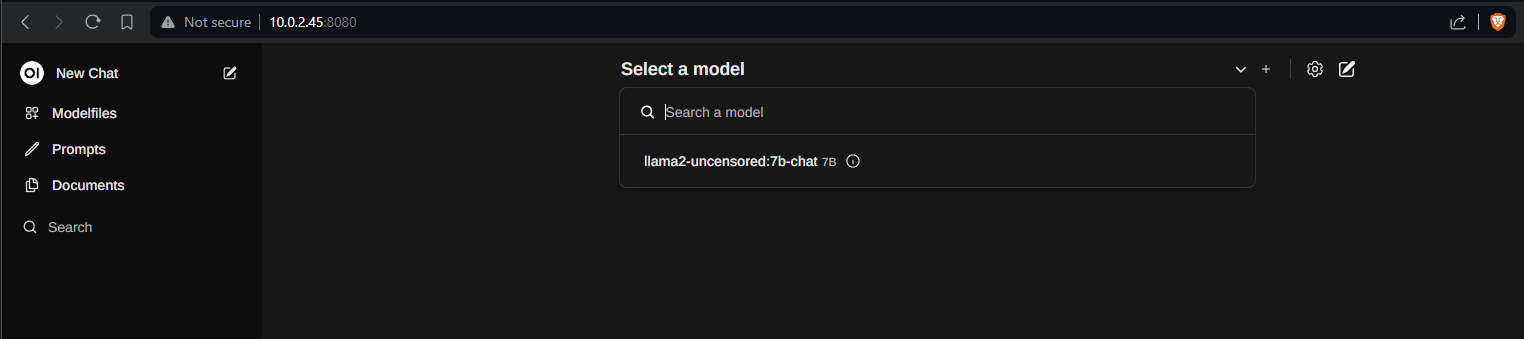 Not secure 10.0.2.45:8080
OI New Chat
Modelfiles
Prompts
Documents
Search
Select a model
Search a model
llama2-uncensored:7b-chat 7B